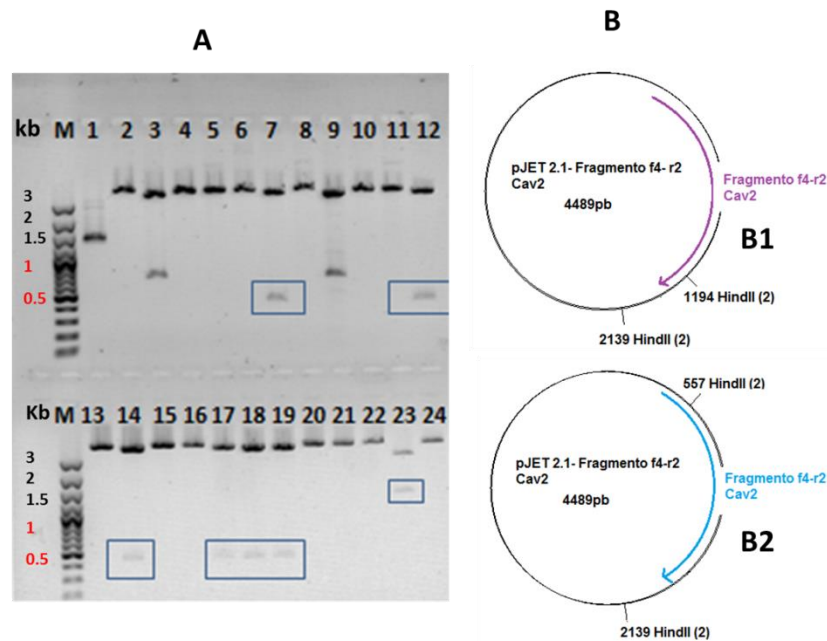 A
kb M 1 2 3 4 5 6 7 8 9 10 11 12
3
2
1.5
1
0.5
Kb M 13 14 15 16 17 18 19 20 21 22 23 24
3
2
1.5
1
0.5
B
pJET 2.1- Fragmento f4- r2
Cav2
4489pb
Fragmento f4-r2
Cav2
B1
1194 HindII (2)
2139 HindII (2)
557 HindII (2)
pJET 2.1- Fragmento f4-r2
Cav2
4489pb
Fragmento f4-r2
Cav2
B2
2139 HindII (2)